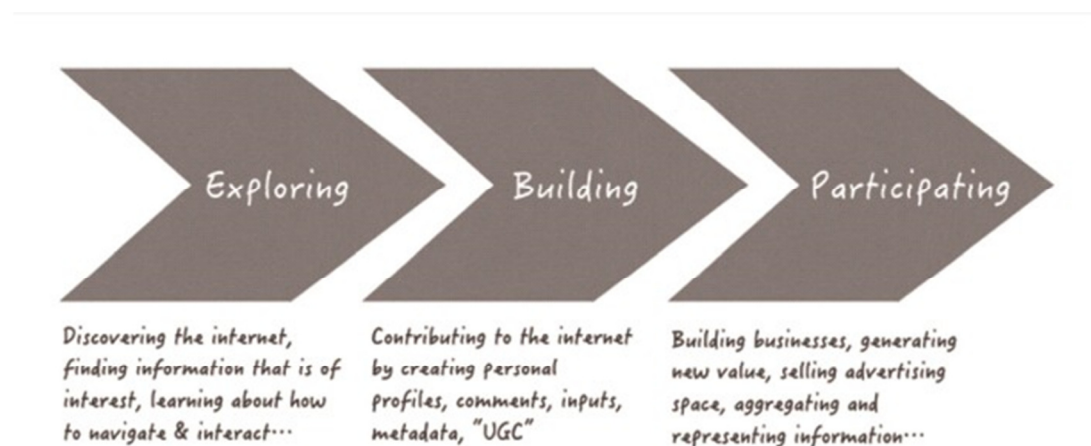 Exploring
Building
Participating
Discovering the internet,
finding information that is of
interest, learning about how
to navigate & interact···
Contributing to the internet
by creating personal
profiles, comments, inputs,
metadata, "UGC"
Building businesses, generating
new value, selling advertising
space, aggregating and
representing information···